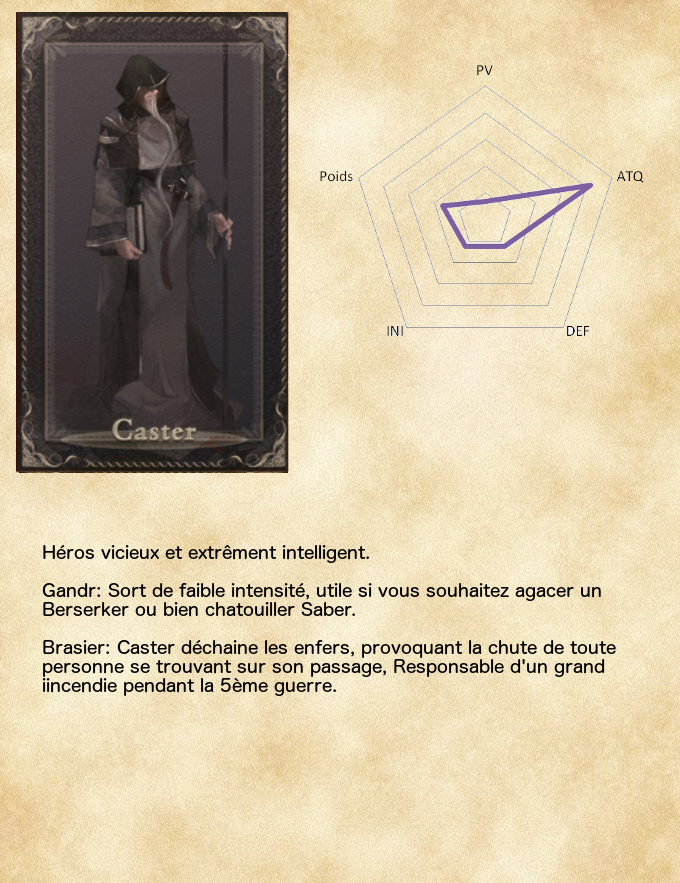 PV
Poids
ATQ
INI
DEF
Caster
Héros vicieux et extrêment intelligent.
Gandr: Sort de faible intensité, utile si vous souhaitez agacer un
Berserker ou bien chatouiller Saber.
Brasier: Caster déchaine les enfers, provoquant la chute de toute
personne se trouvant sur son passage, Responsable d'un grand
iincendie pendant la 5ème guerre.